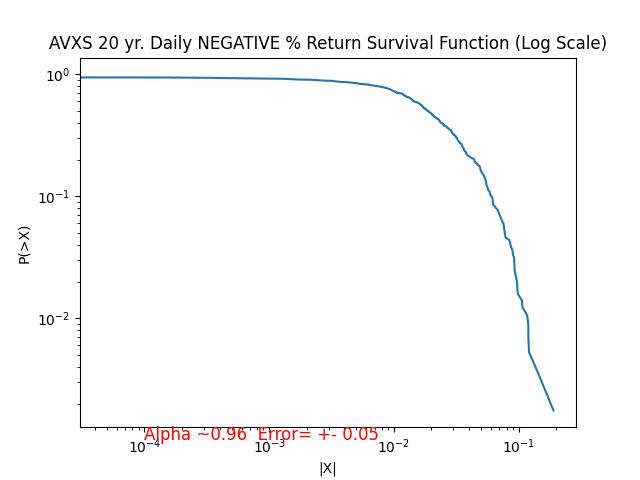 AVXS 20 yr. Daily NEGATIVE % Return Survival Function (Log Scale)
10⁰
10⁻¹
10⁻²
P(>X)
Alpha ~0.96 Error= +- 0.05
10⁻⁴ 10⁻³ 10⁻² 10⁻¹
|X|